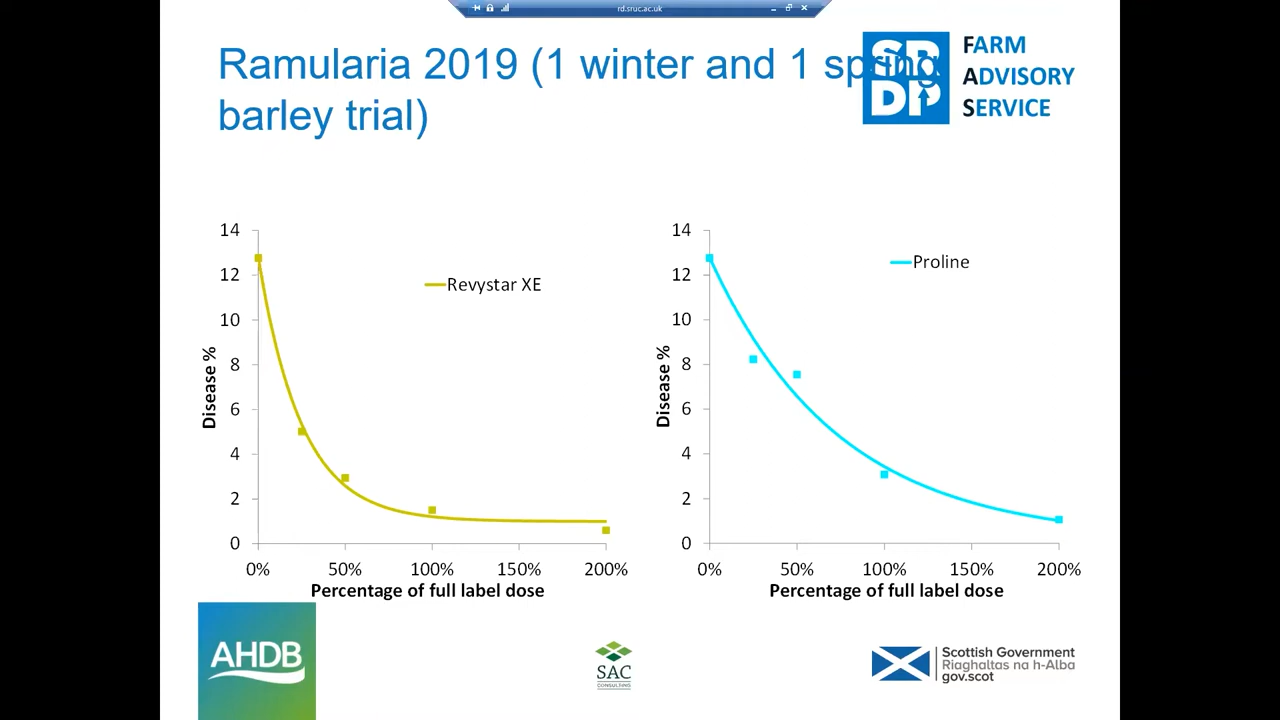 rd.sruc.ac.uk
Ramularia 2019 (1 winter and 1 spring
barley trial)
SR
DP
FARM
ADVISORY
SERVICE
14
12
10
8
6
4
2
0
Disease %
Revystar XE
0%
50%
100%
150%
200%
Percentage of full label dose
14
12
10
8
6
4
2
0
Disease %
Proline
0%
50%
100%
150%
200%
Percentage of full label dose
AHDB
SAC
CONSULTING
Scottish Government
Riaghaltas na h-Alba
gov.scot